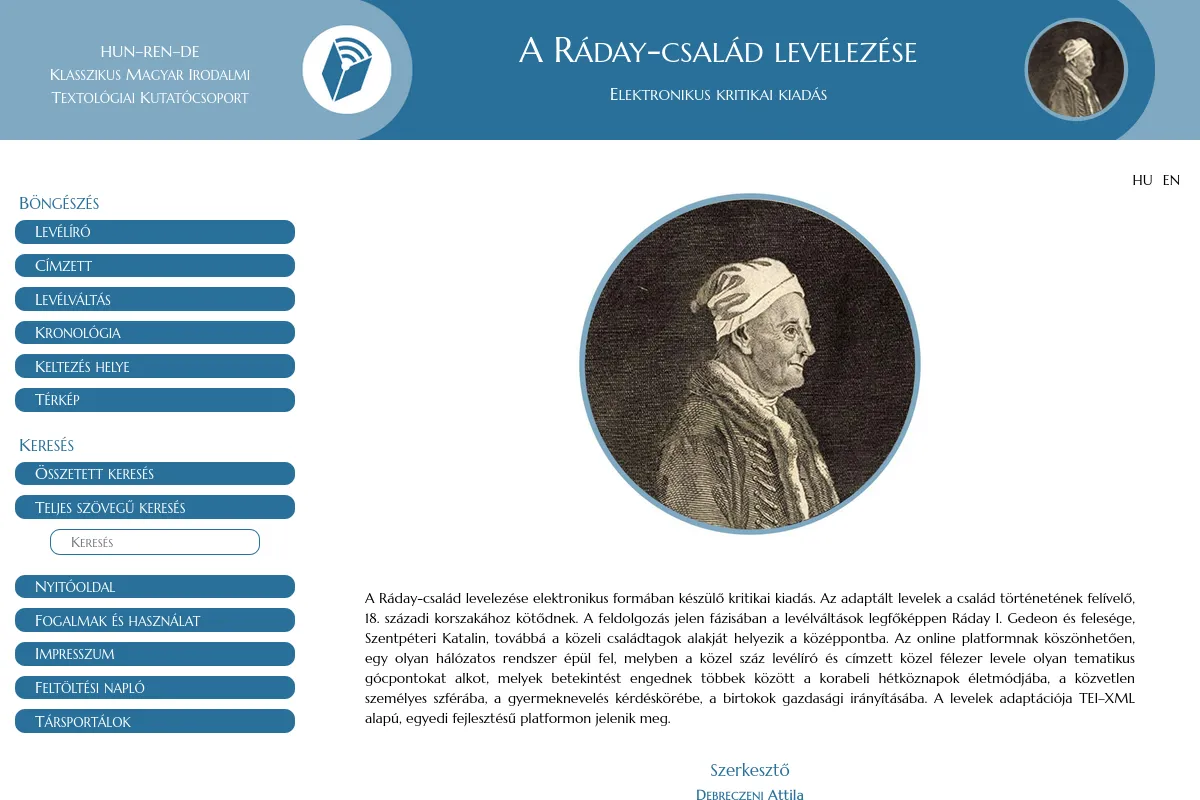 HUN–REN–DE
Klasszikus Magyar Irodalmi
Textológiai Kutatócsoport
A Ráday-család levelezése
Elektronikus kritikai kiadás
HU EN
Böngészés
Levélíró
Címzett
Levélváltás
Kronológia
Keltezés helye
Térkép
Keresés
Összetett keresés
Teljes szövegű keresés
Keresés
Nyitóoldal
Fogalmak és használat
Impresszum
Feltöltési napló
Társportálok
A Ráday-család levelezése elektronikus formában készülő kritikai kiadás. Az adaptált levelek a család történetének felívelő,
18. századi korszakához kötődnek. A feldolgozás jelen fázisában a levélváltások legfőképpen Ráday I. Gedeon és felesége,
Szentpéteri Katalin, továbbá a közeli családtagok alakját helyezik a középpontba. Az online platformnak köszönhetően,
egy olyan hálózatos rendszer épül fel, melyben a közel száz levélíró és címzett közel félezer levele olyan tematikus
gócpontokat alkot, melyek betekintést engednek többek között a korabeli hétköznapok életmódjába, a közvetlen
személyes szférába, a gyermeknevelés kérdéskörébe, a birtokok gazdasági irányításába. A levelek adaptációja TEI–XML
alapú, egyedi fejlesztésű platformon jelenik meg.
Szerkesztő
Debreczeni Attila